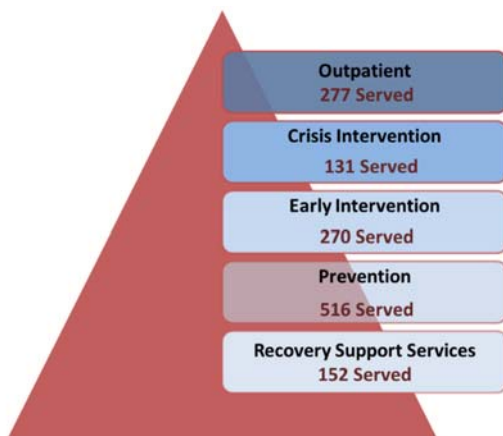 Outpatient
277 Served
Crisis Intervention
131 Served
Early Intervention
270 Served
Prevention
516 Served
Recovery Support Services
152 Served